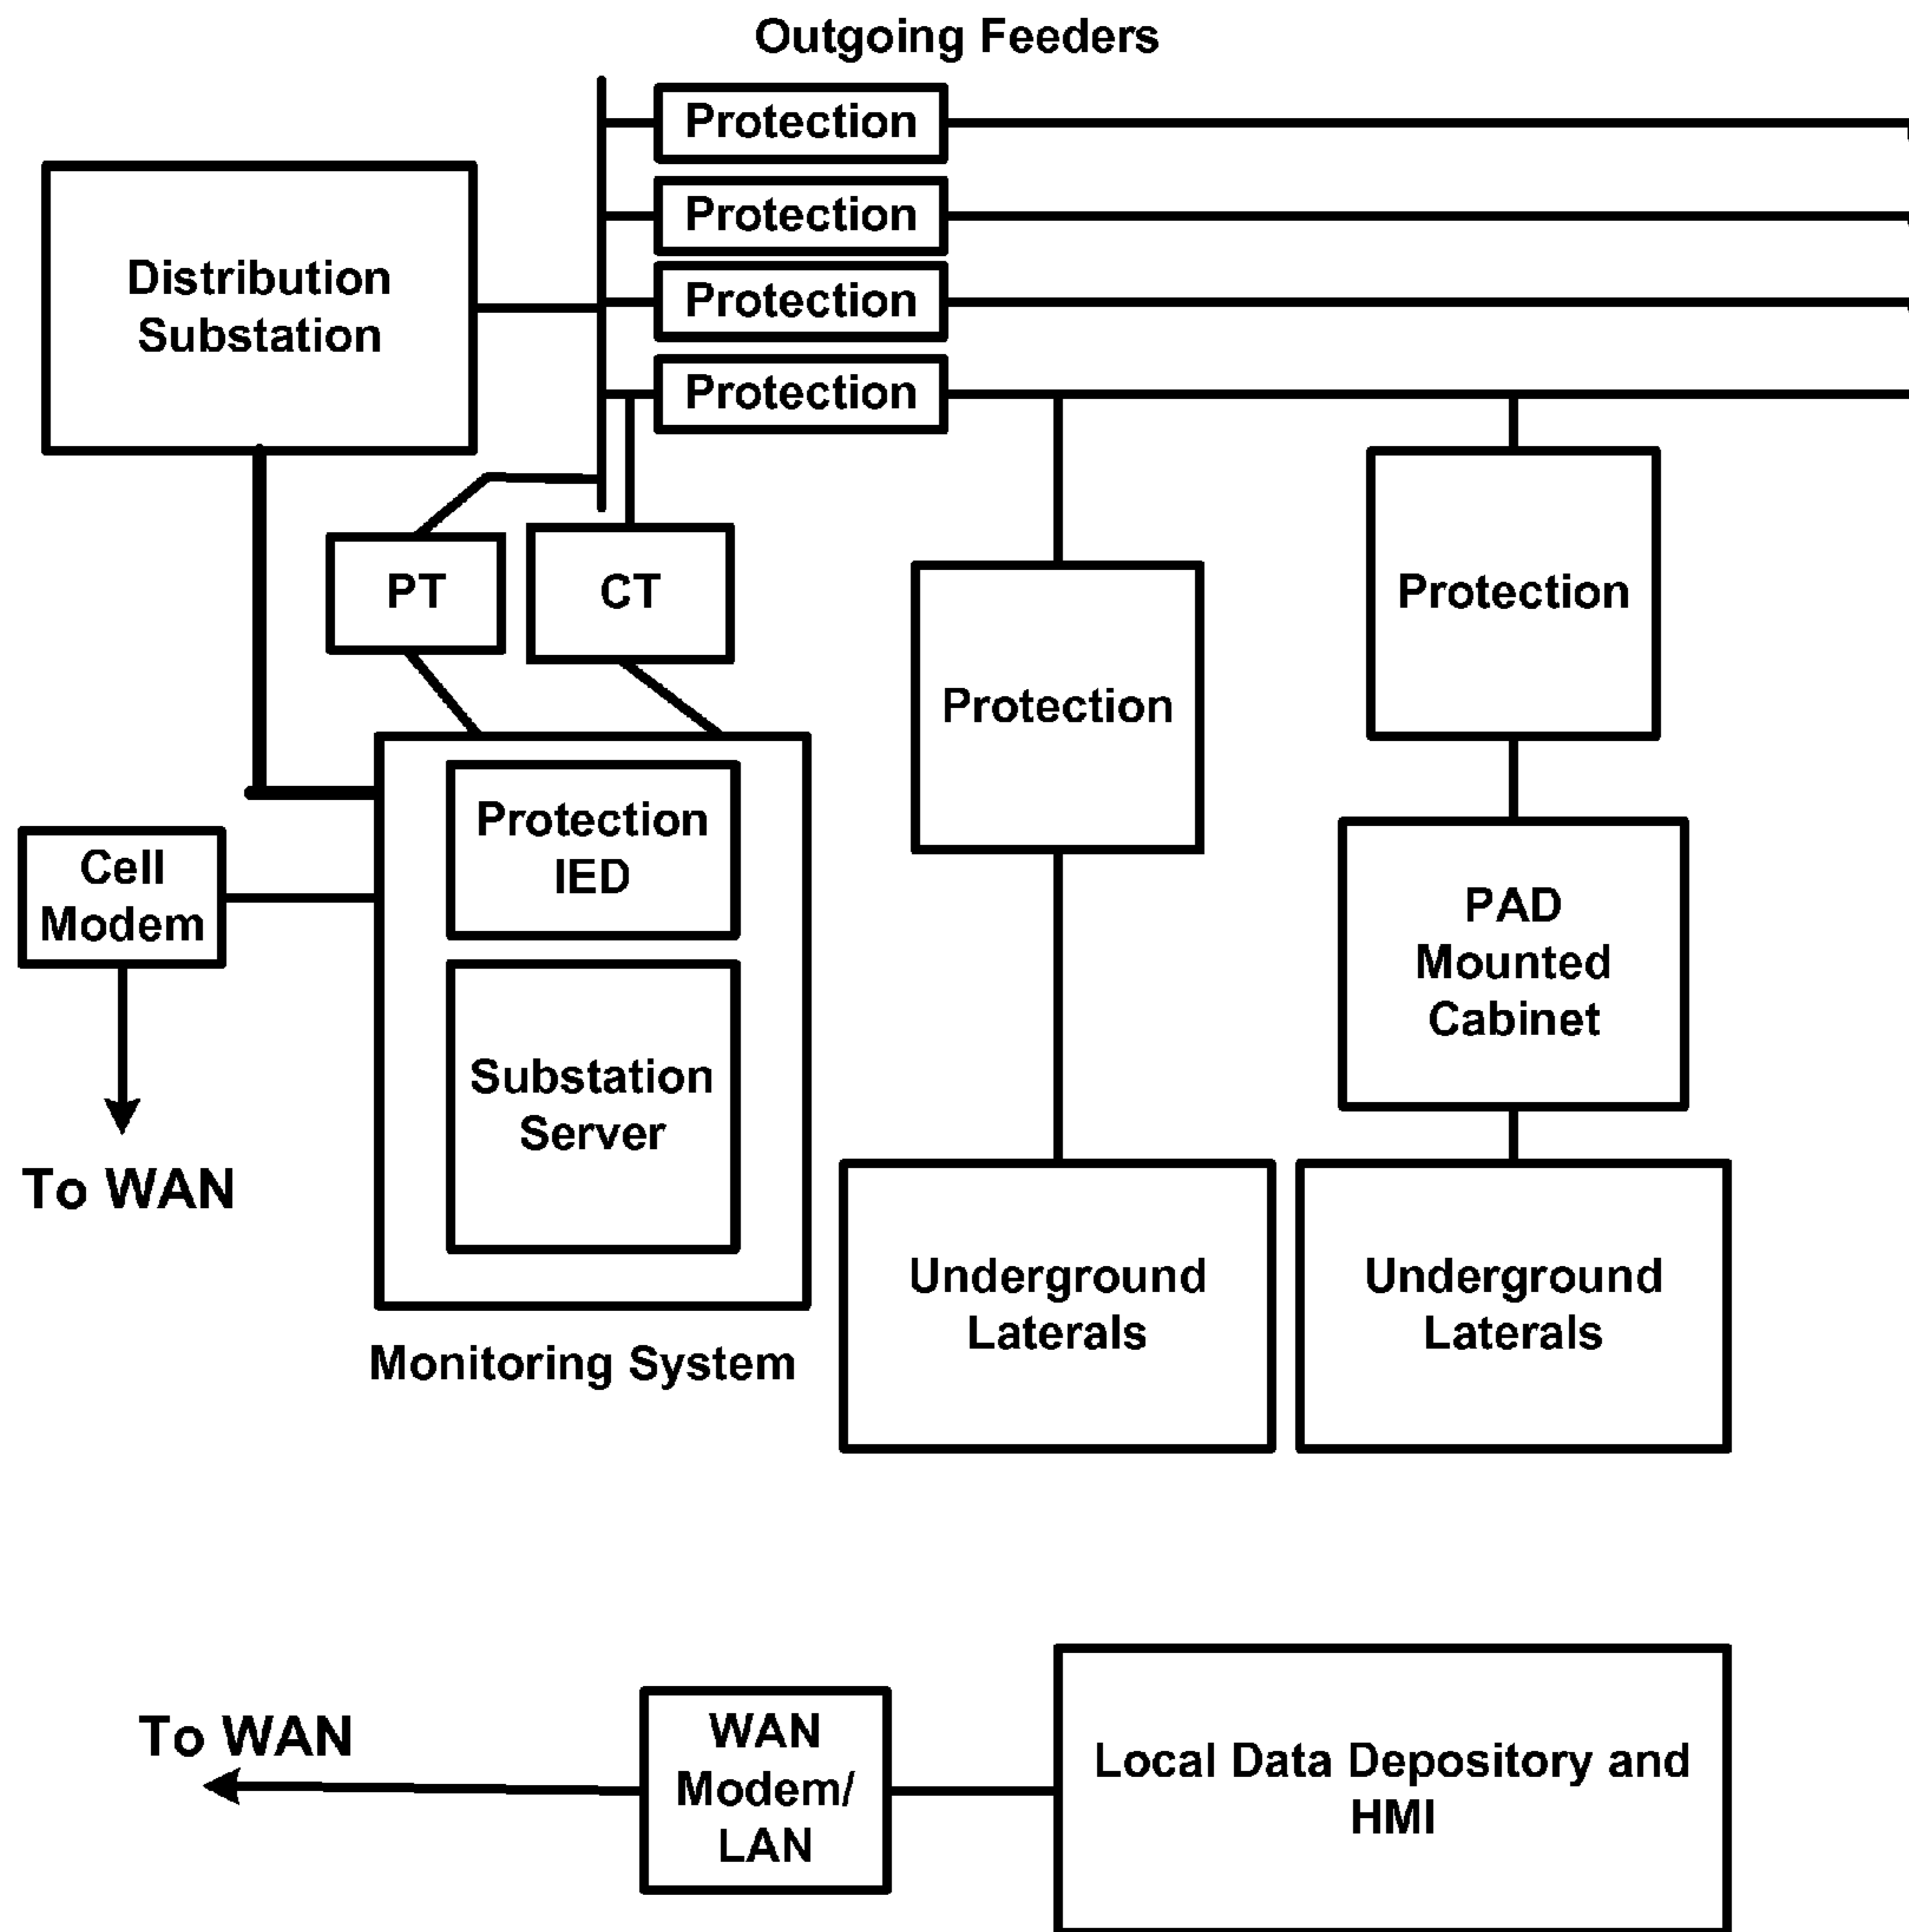 Outgoing Feeders
Protection
Protection
Protection
Protection
Distribution
Substation
PT
CT
Protection
Protection
Protection
IED
Cell
Modem
PAD
Mounted
Cabinet
Substation
Server
To WAN
Underground
Laterals
Underground
Laterals
Monitoring System
To WAN
WAN
Modem/
LAN
Local Data Depository and
HMI